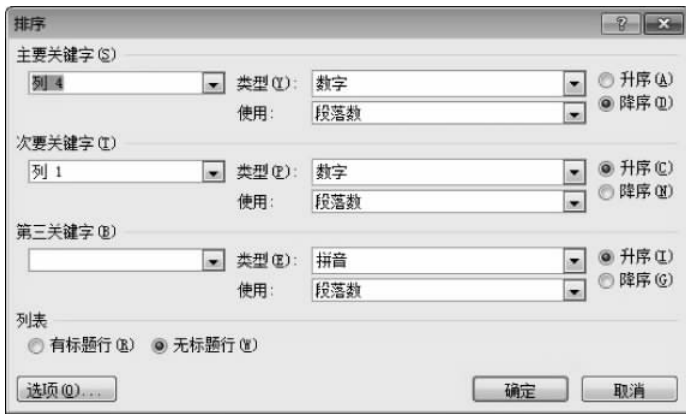 排序
主要关键字(S)
列 4 类型(Y): 数字 升序(A)
使用: 段落数 降序(D)
次要关键字(T)
列 1 类型(P): 数字 升序(C)
使用: 段落数 降序(N)
第三关键字(B)
类型(E): 拼音 升序(I)
使用: 段落数 降序(G)
列表
有标题行(R) 无标题行(W)
选项(O)... 确定 取消